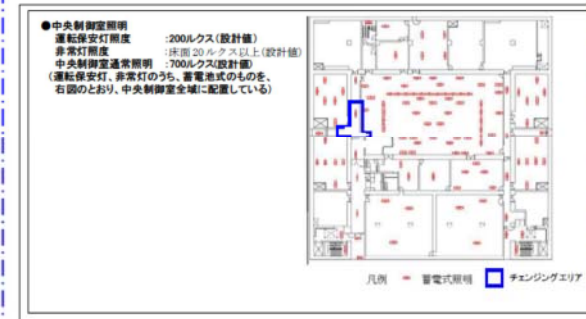 ●中央制御室照明
運転保安灯照度 :200ルクス(設計値)
非常灯照度 :床面20ルクス以上(設計値)
中央制御室通常照明 :700ルクス(設計値)
(運転保安灯、非常灯のうち、蓄電池式のものを、
右図のとおり、中央制御室全域に配置している)
凡例 蓄電式照明 チェンジングエリア